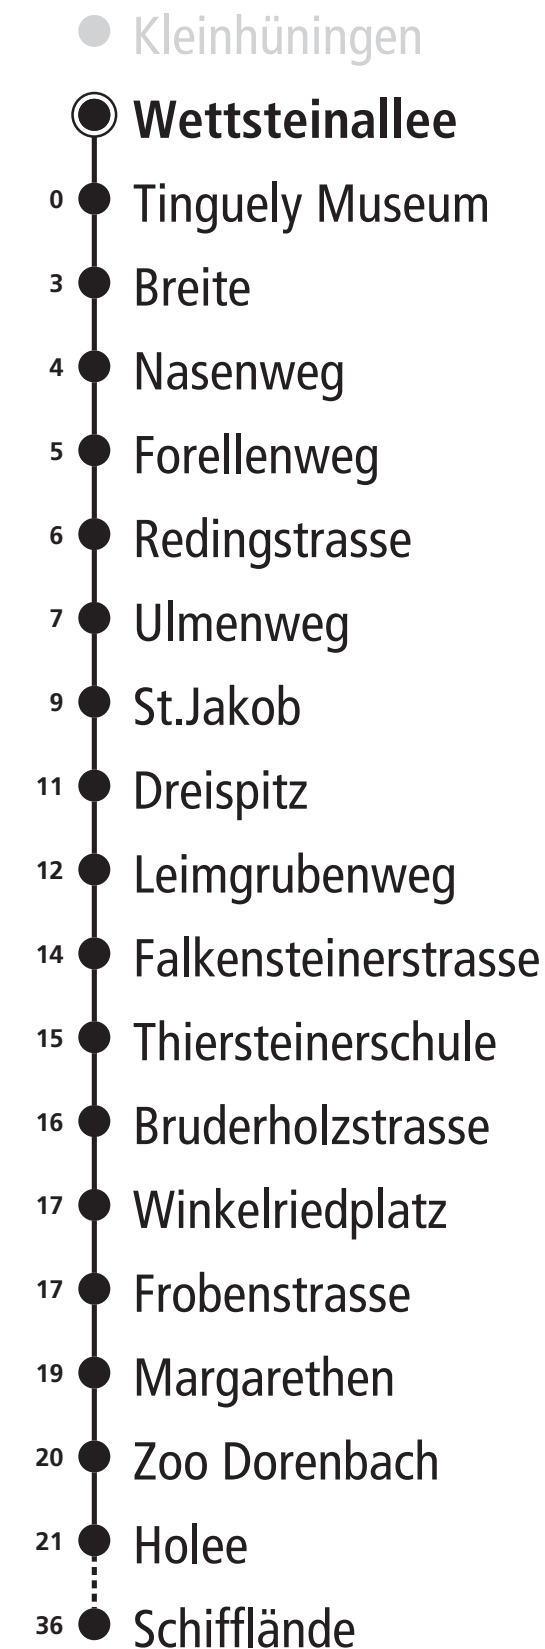 Kleinhüningen
Wettsteinallee
0 Tinguely Museum
3 Breite
4 Nasenweg
5 Forellenweg
6 Redingstrasse
7 Ulmenweg
9 St.Jakob
11 Dreispitz
12 Leimgrubenweg
14 Falkensteinerstrasse
15 Thiersteinerschule
16 Bruderholzstrasse
17 Winkelriedplatz
17 Frobenstrasse
19 Margarethen
20 Zoo Dorenbach
21 Holee
36 Schifflände